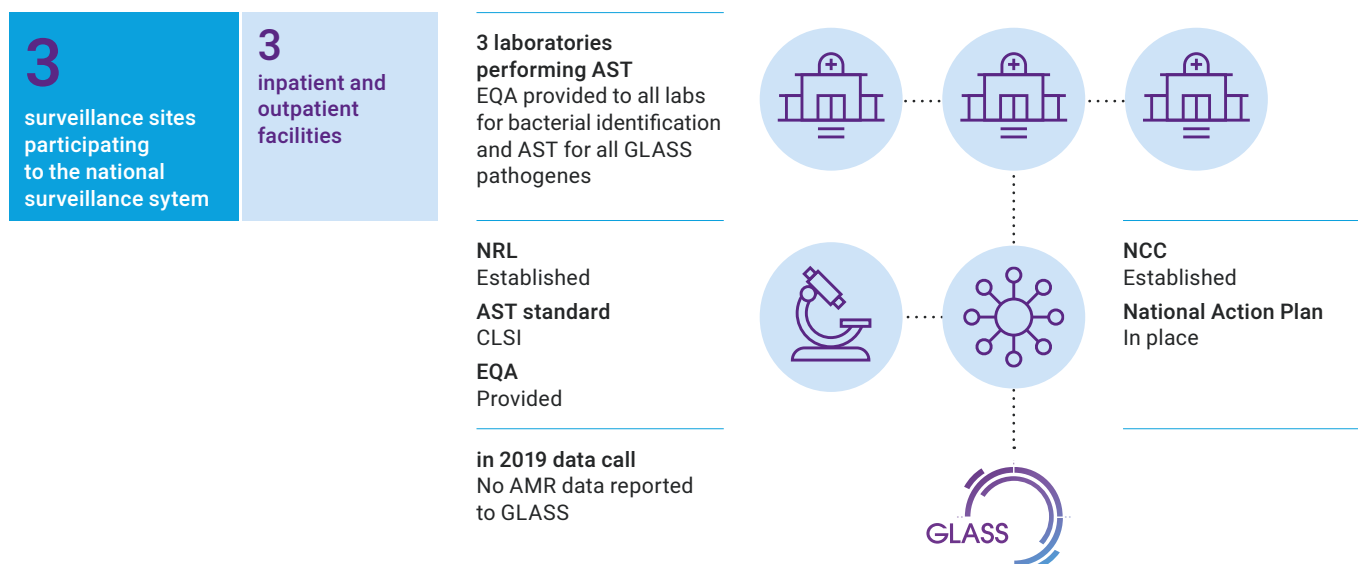 3
surveillance sites
participating
to the national
surveillance sytem
3
inpatient and
outpatient
facilities
3 laboratories
performing AST
EQA provided to all labs
for bacterial identification
and AST for all GLASS
pathogenes
NRL
Established
AST standard
CLSI
EQA
Provided
NCC
Established
National Action Plan
In place
in 2019 data call
No AMR data reported
to GLASS
GLASS